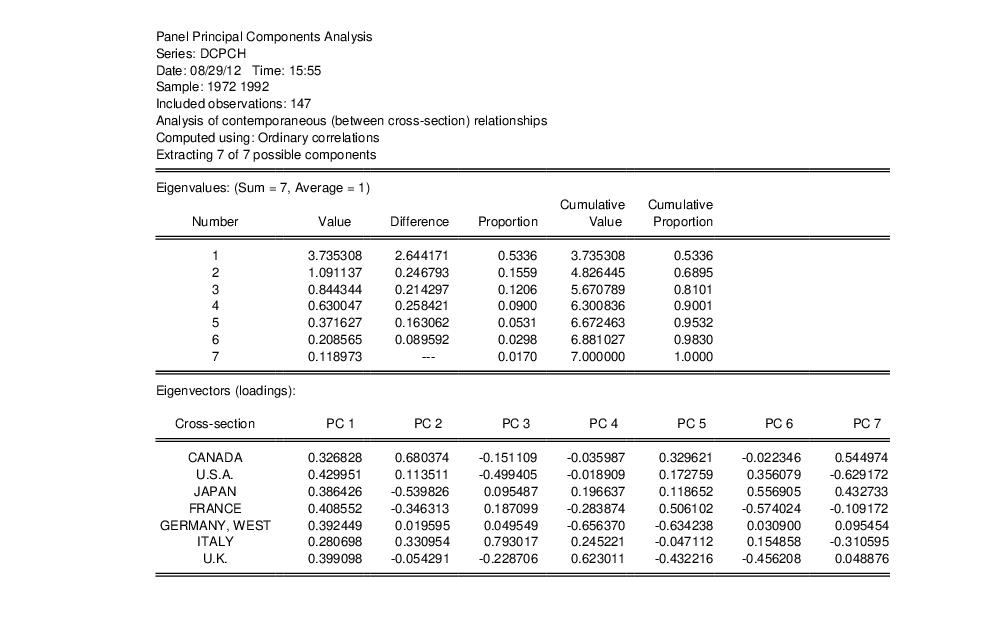 Panel Principal Components Analysis
Series: DCPCH
Date: 08/29/12 Time: 15:55
Sample: 1972 1992
Included observations: 147
Analysis of contemporaneous (between cross-section) relationships
Computed using: Ordinary correlations
Extracting 7 of 7 possible components
Eigenvalues: (Sum = 7, Average = 1)
Cumulative Cumulative
Number Value Difference Proportion Value Proportion
1 3.735308 2.644171 0.5336 3.735308 0.5336
2 1.091137 0.246793 0.1559 4.826445 0.6895
3 0.844344 0.214297 0.1206 5.670789 0.8101
4 0.630047 0.258421 0.0900 6.300836 0.9001
5 0.371627 0.163062 0.0531 6.672463 0.9532
6 0.208565 0.089592 0.0298 6.881027 0.9830
7 0.118973 --- 0.0170 7.000000 1.0000
Eigenvectors (loadings):
Cross-section PC 1 PC 2 PC 3 PC 4 PC 5 PC 6 PC 7
CANADA 0.326828 0.680374 -0.151109 -0.035987 0.329621 -0.022346 0.544974
U.S.A. 0.429951 0.113511 -0.499405 -0.018909 0.172759 0.356079 -0.629172
JAPAN 0.386426 -0.539826 0.095487 0.196637 0.118652 0.556905 0.432733
FRANCE 0.408552 -0.346313 0.187099 -0.283874 0.506102 -0.574024 -0.109172
GERMANY, WEST 0.392449 0.019595 0.049549 -0.656370 -0.634238 0.030900 0.095454
ITALY 0.280698 0.330954 0.793017 0.245221 -0.047112 0.154858 -0.310595
U.K. 0.399098 -0.054291 -0.228706 0.623011 -0.432216 -0.456208 0.048876